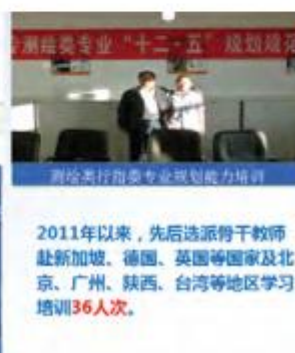 测绘类专业“十二·五”规划规范
测绘类行指委专业规划能力培训
2011年以来，先后选派骨干教师
赴新加坡、德国、英国等国家及北
京、广州、陕西、台湾等地区学习
培训36人次。